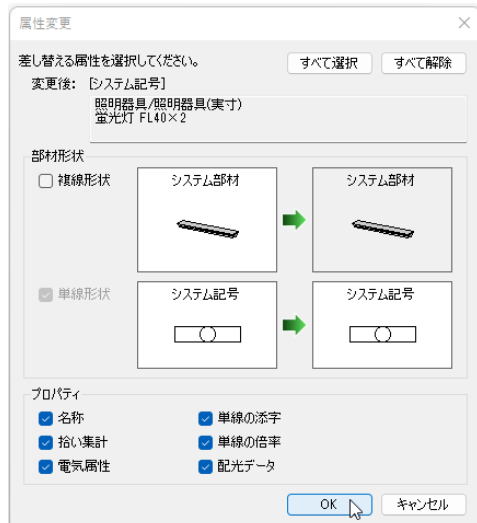 属性変更
差し替える属性を選択してください。 すべて選択 すべて解除
変更後: [システム記号]
照明器具/照明器具(実寸)
蛍光灯 FL40×2
部材形状
複線形状 システム部材 システム部材
単線形状 システム記号 システム記号
プロパティ
名称 単線の添字
拾い集計 単線の倍率
電気属性 配光データ
OK キャンセル